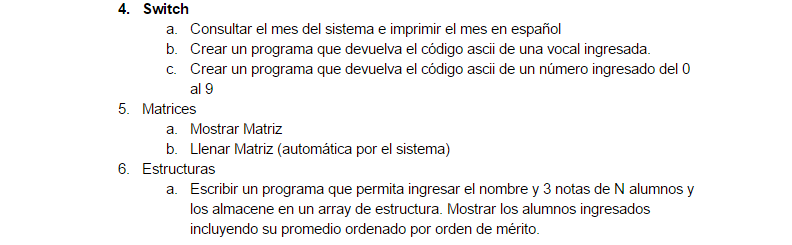 4. Switch
a. Consultar el mes del sistema e imprimir el mes en español
b. Crear un programa que devuelva el código ascii de una vocal ingresada.
c. Crear un programa que devuelva el código ascii de un número ingresado del 0
al 9
5. Matrices
a. Mostrar Matriz
b. Llenar Matriz (automática por el sistema)
6. Estructuras
a. Escribir un programa que permita ingresar el nombre y 3 notas de N alumnos y
los almacene en un array de estructura. Mostrar los alumnos ingresados
incluyendo su promedio ordenado por orden de mérito.